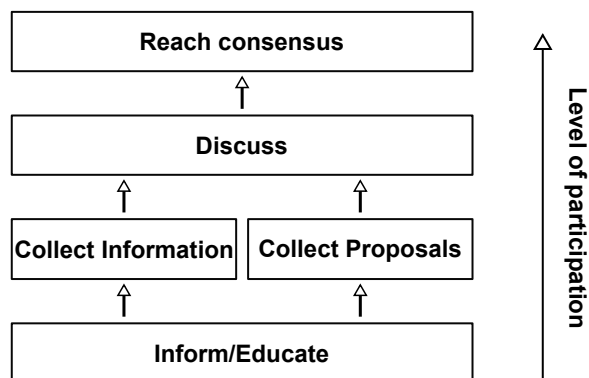 Reach consensus
Discuss
Collect Information
Collect Proposals
Inform/Educate
Level of participation